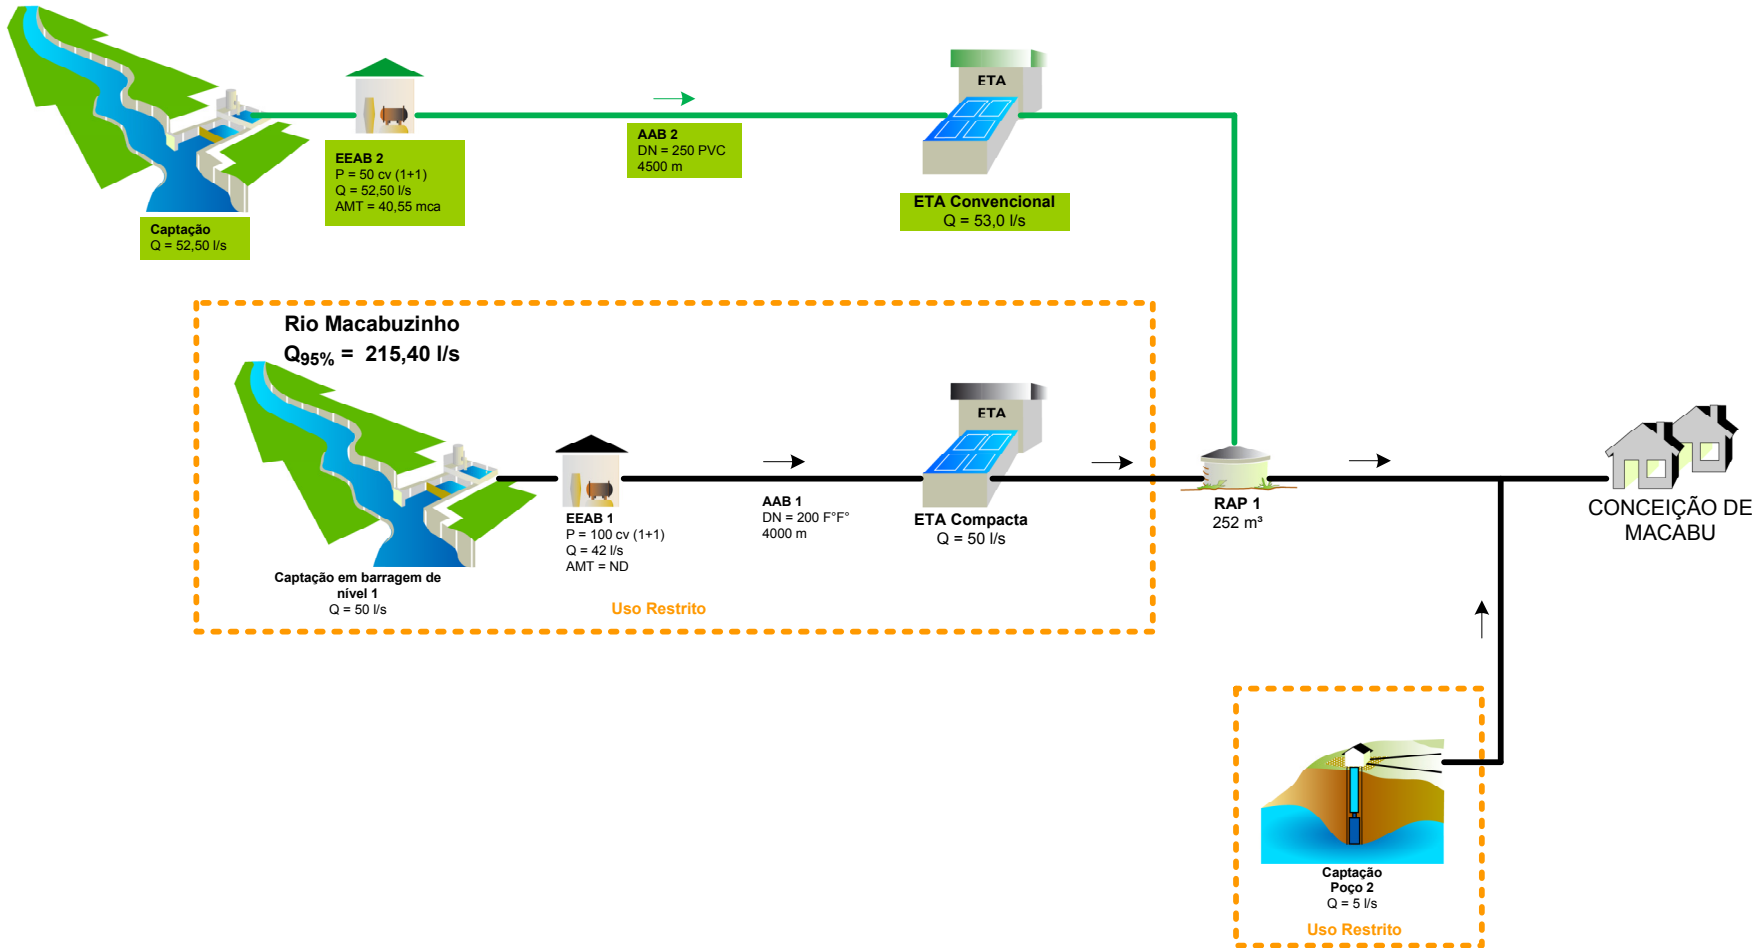 ETA
EEAB 2
P = 50 cv (1+1)
Q = 52,50 l/s
AMT = 40,55 mca
AAB 2
DN = 250 PVC
4500 m
ETA Convencional
Q = 53,0 l/s
Captação
Q = 52,50 l/s
Rio Macabuzinho
Q95% = 215,40 l/s
ETA
EEAB 1
P = 100 cv (1+1)
Q = 42 l/s
AMT = ND
AAB 1
DN = 200 F°F°
4000 m
ETA Compacta
Q = 50 l/s
RAP 1
252 m³
CONCEIÇÃO DE
MACABU
Captação em barragem de
nível 1
Q = 50 l/s
Uso Restrito
Captação
Poço 2
Q = 5 l/s
Uso Restrito